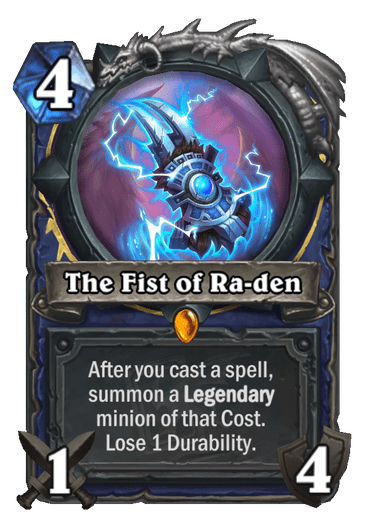 4
The Fist of Ra-den
After you cast a spell,
summon a Legendary
minion of that Cost.
Lose 1 Durability.
1
4